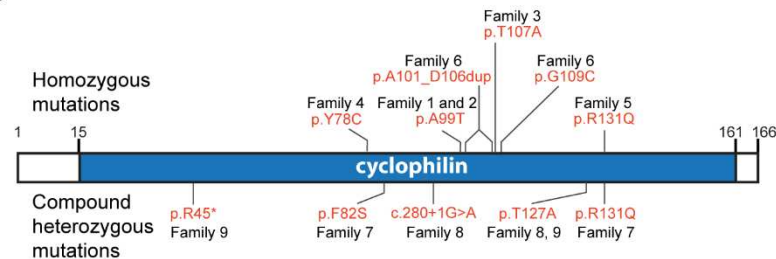 Family 3
p.T107A
Family 6
p.A101_D106dup
Family 6
p.G109C
Homozygous
mutations
Family 4
p.Y78C
Family 1 and 2
p.A99T
Family 5
p.R131Q
1
15
161
166
cyclophilin
Compound
heterozygous
mutations
p.R45*
Family 9
p.F82S
Family 7
c.280+1G>A
Family 8
p.T127A
Family 8, 9
p.R131Q
Family 7